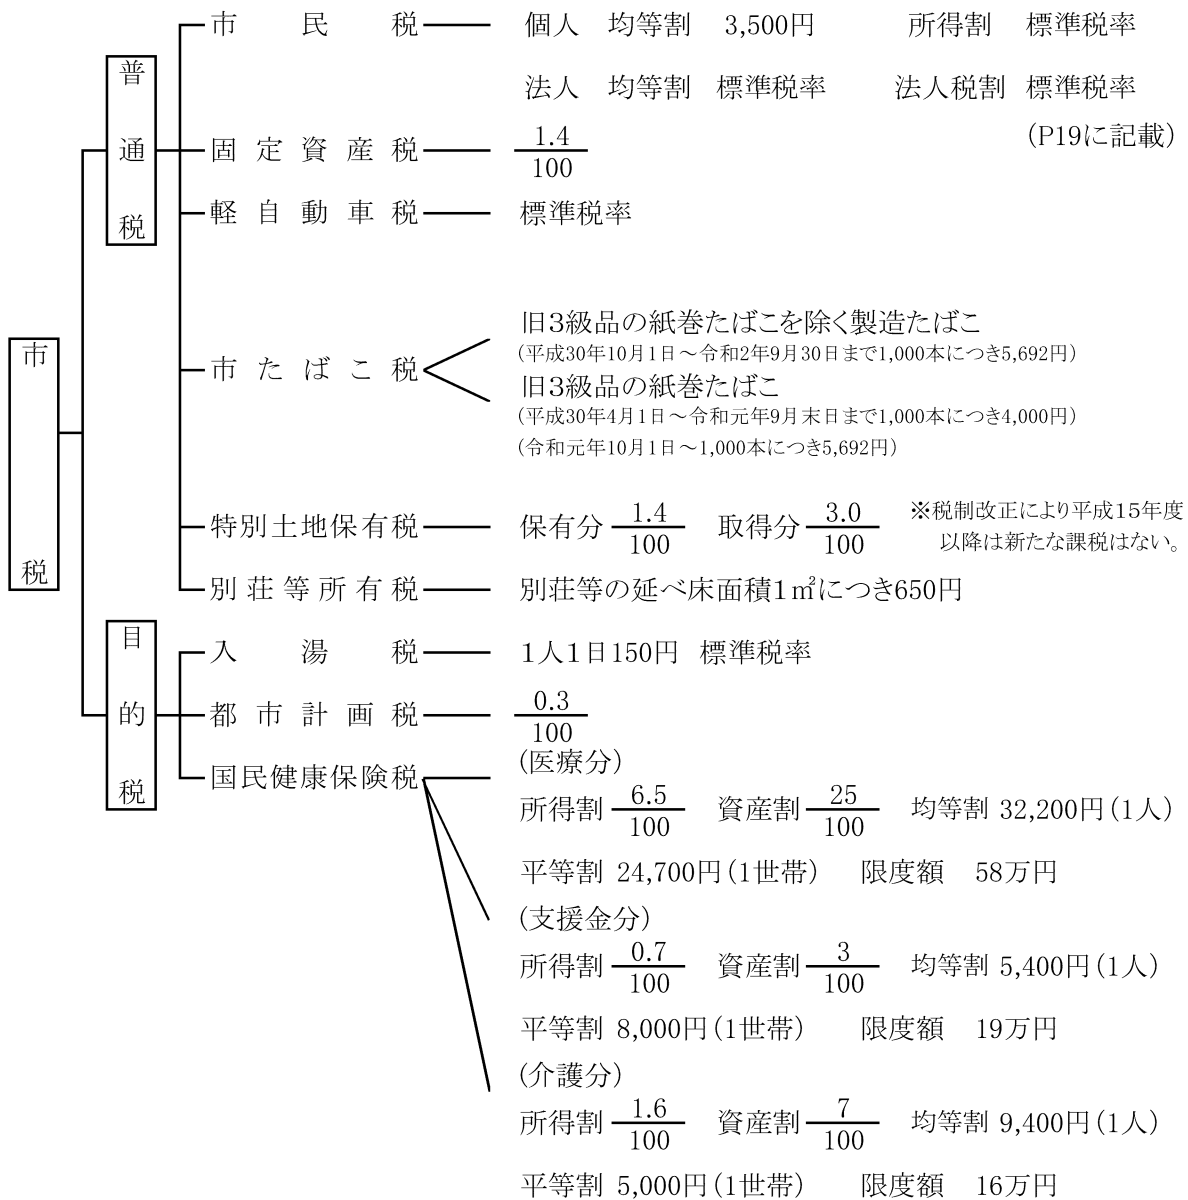 市税
普通税
市民税 個人 均等割 3,500円 所得割 標準税率
法人 均等割 標準税率 法人税割 標準税率
(P19に記載)
固定資産税 1.4/100
軽自動車税 標準税率
市たばこ税
旧3級品の紙巻たばこを除く製造たばこ
(平成30年10月1日～令和2年9月30日まで1,000本につき5,692円)
旧3級品の紙巻たばこ
(平成30年4月1日～令和元年9月末日まで1,000本につき4,000円)
(令和元年10月1日～1,000本につき5,692円)
特別土地保有税 保有分 1.4/100 取得分 3.0/100
※税制改正により平成15年度
以降は新たな課税はない。
別荘等所有税 別荘等の延べ床面積1㎡につき650円
目的税
入湯税 1人1日150円 標準税率
都市計画税 0.3/100
国民健康保険税
(医療分)
所得割 6.5/100 資産割 25/100 均等割 32,200円(1人)
平等割 24,700円(1世帯) 限度額 58万円
(支援金分)
所得割 0.7/100 資産割 3/100 均等割 5,400円(1人)
平等割 8,000円(1世帯) 限度額 19万円
(介護分)
所得割 1.6/100 資産割 7/100 均等割 9,400円(1人)
平等割 5,000円(1世帯) 限度額 16万円